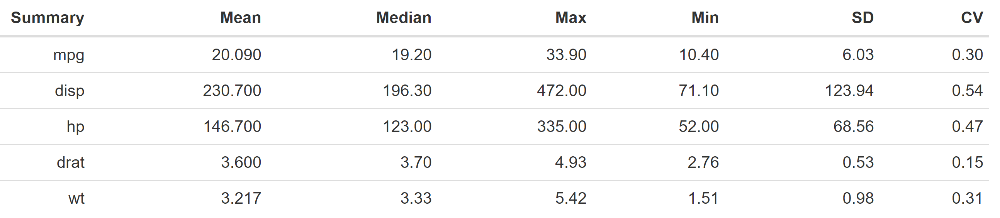 Summary Mean Median Max Min SD CV
mpg 20.090 19.20 33.90 10.40 6.03 0.30
disp 230.700 196.30 472.00 71.10 123.94 0.54
hp 146.700 123.00 335.00 52.00 68.56 0.47
drat 3.600 3.70 4.93 2.76 0.53 0.15
wt 3.217 3.33 5.42 1.51 0.98 0.31